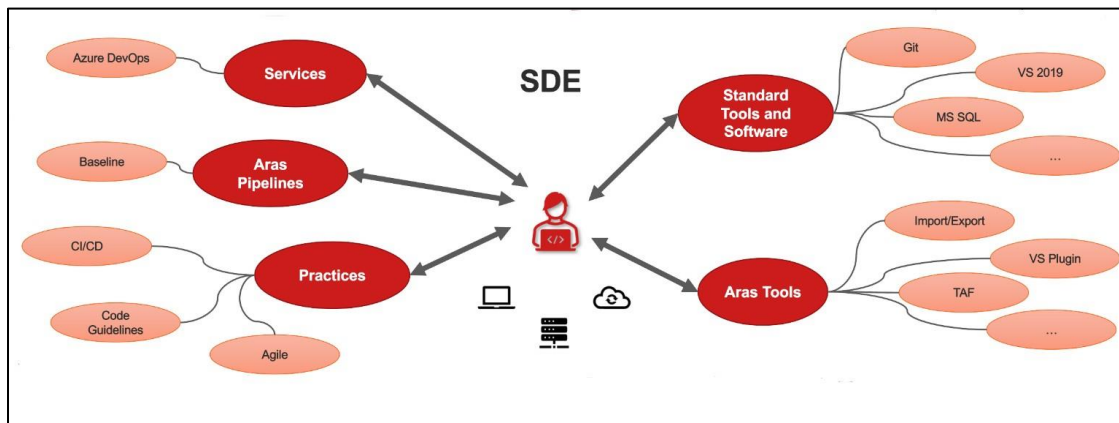 SDE
Azure DevOps
Services
Baseline
Aras
Pipelines
CI/CD
Practices
Code
Guidelines
Agile
</>
Standard
Tools and
Software
Git
VS 2019
MS SQL
...
Aras Tools
Import/Export
VS Plugin
TAF
...